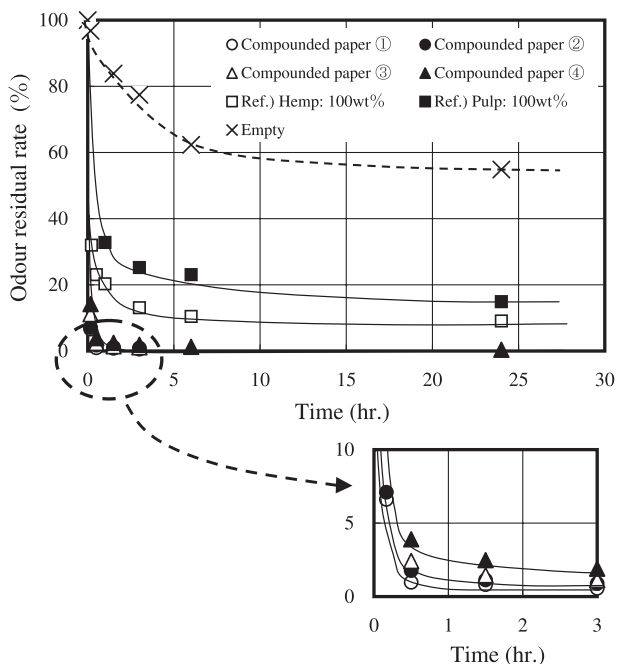 100
80
60
40
20
0
Odour residual rate (%)
Compounded paper ① Compounded paper ②
Compounded paper ③ Compounded paper ④
Ref.) Hemp: 100wt% Ref.) Pulp: 100wt%
Empty
0 5 10 15 20 25 30
Time (hr.)
10
5
0
0 1 2 3
Time (hr.)